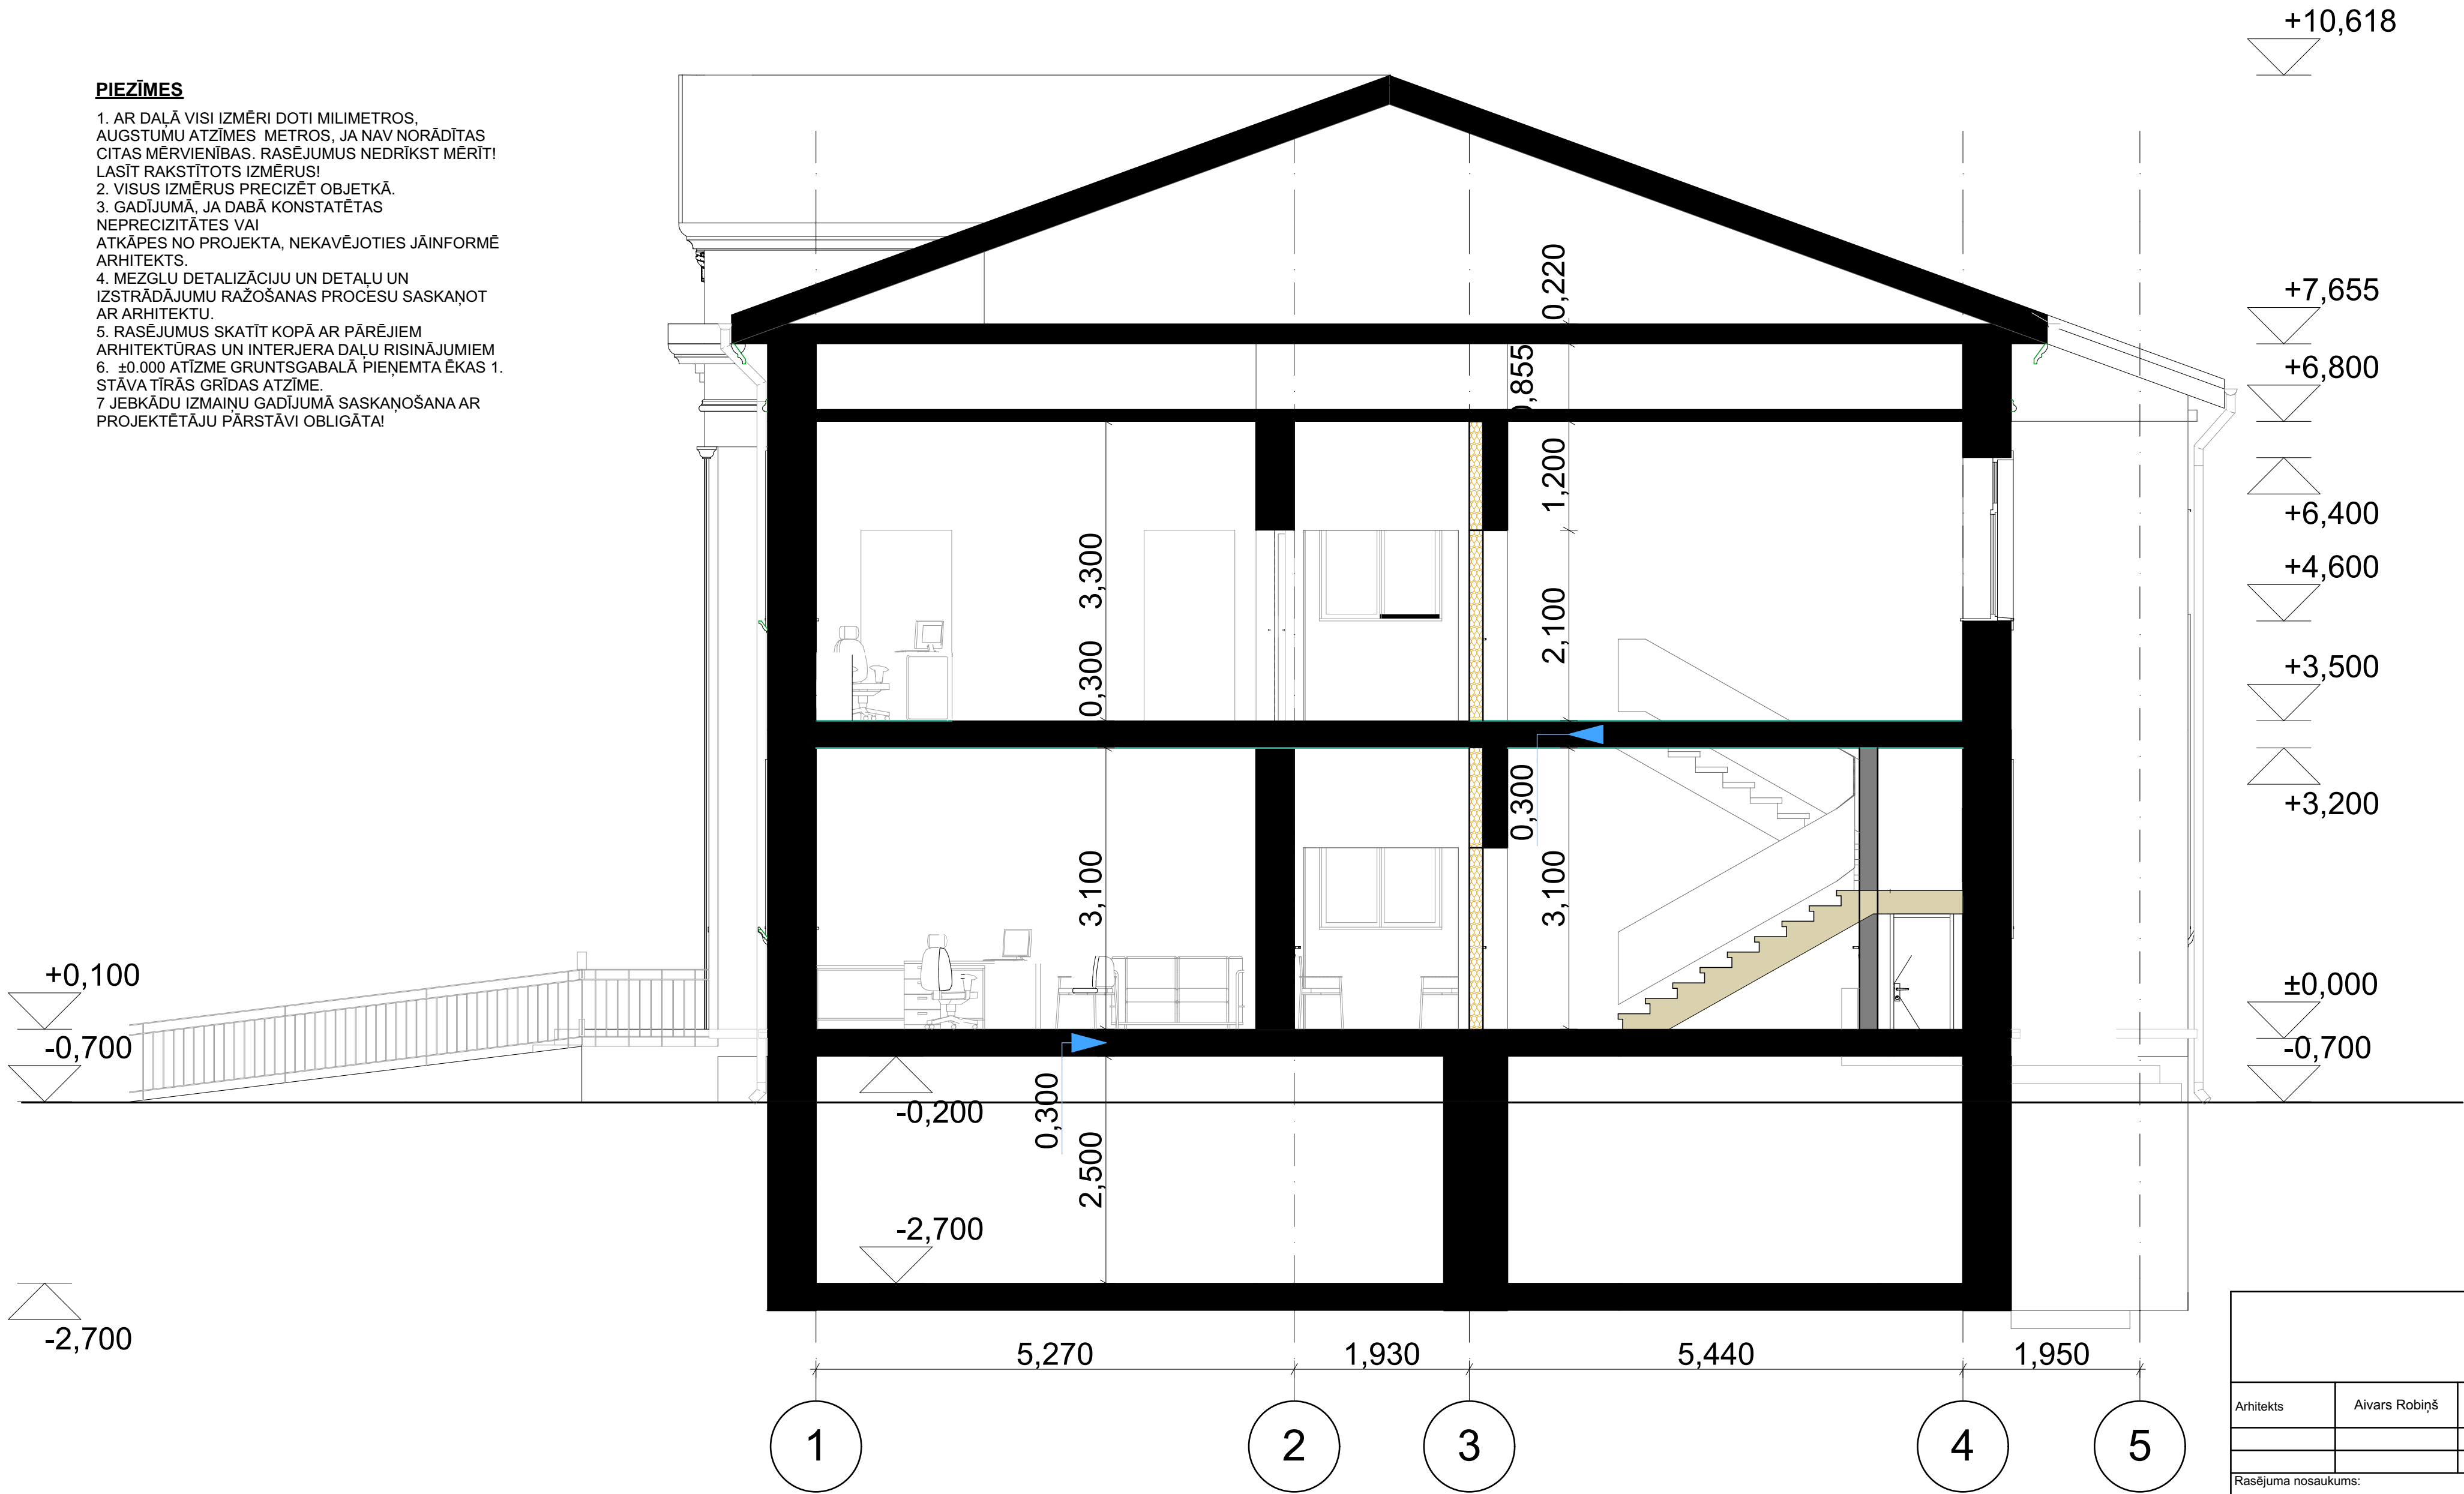 PIEZĪMES
1. AR DAĻĀ VISI IZMĒRI DOTI MILIMETROS,
AUGSTUMU ATZĪMES METROS, JA NAV NORĀDĪTAS
CITAS MĒRVIENĪBAS. RASĒJUMUS NEDRĪKST MĒRĪT!
LASĪT RAKSTĪTOTS IZMĒRUS!
2. VISUS IZMĒRUS PRECIZĒT OBJETKĀ.
3. GADĪJUMĀ, JA DABĀ KONSTATĒTAS
NEPRECIZITĀTES VAI
ATKĀPES NO PROJEKTA, NEKAVĒJOTIES JĀINFORMĒ
ARHITEKTS.
4. MEZGLU DETALIZĀCIJU UN DETAĻU UN
IZSTRĀDĀJUMU RAŽOŠANAS PROCESU SASKAŅOT
AR ARHITEKTU.
5. RASĒJUMUS SKATĪT KOPĀ AR PĀRĒJIEM
ARHITEKTŪRAS UN INTERJERA DAĻU RISINĀJUMIEM
6. ±0.000 ATĪZME GRUNTSGABALĀ PIEŅEMTA ĒKAS 1.
STĀVA TĪRĀS GRĪDAS ATZĪME.
7 JEBKĀDU IZMAIŅU GADĪJUMĀ SASKAŅOŠANA AR
PROJEKTĒTĀJU PĀRSTĀVI OBLIGĀTA!
+10,618
+7,655
+6,800
+6,400
+4,600
+3,500
+3,200
±0,000
-0,700
+0,100
-0,700
-2,700
0,220
0,855
1,200
2,100
3,300
0,300
0,300
3,100
3,100
-0,200
0,300
2,500
-2,700
5,270
1,930
5,440
1,950
1
2
3
4
5
Arhitekts
Aivars Robiņš
Rasējuma nosaukums: